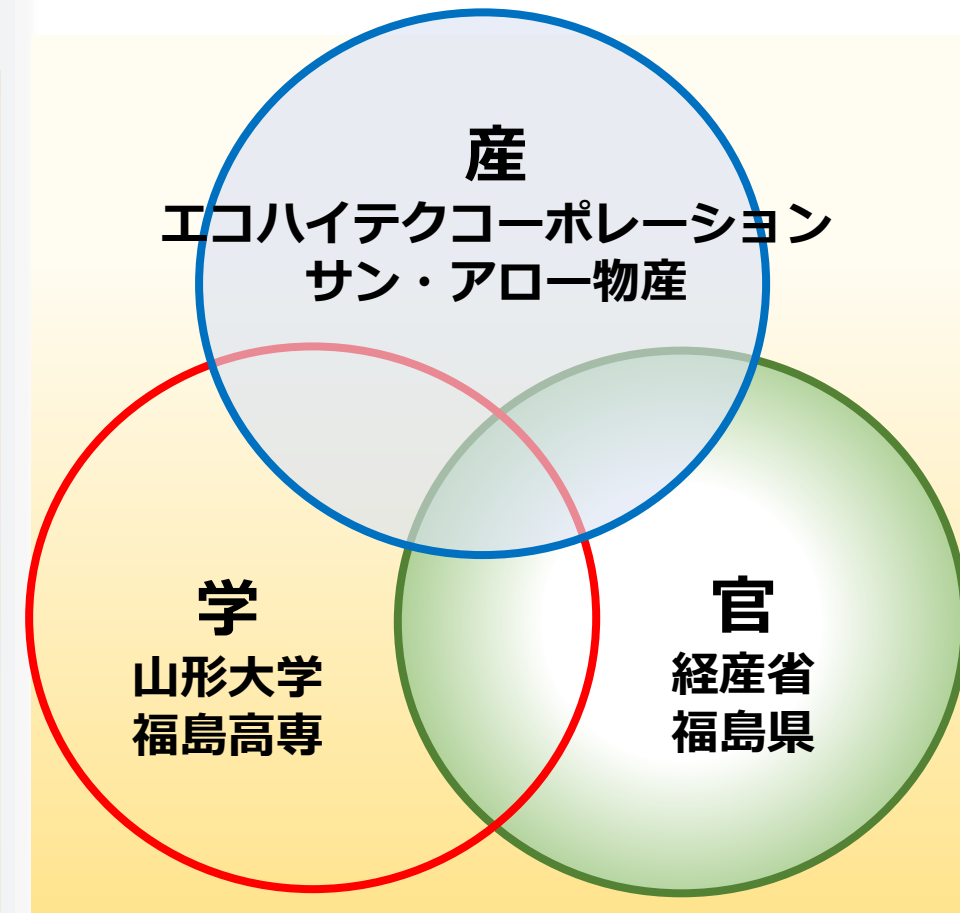 産
エコハイテクコーポレーション
サン・アロー物産
学
山形大学
福島高専
官
経産省
福島県